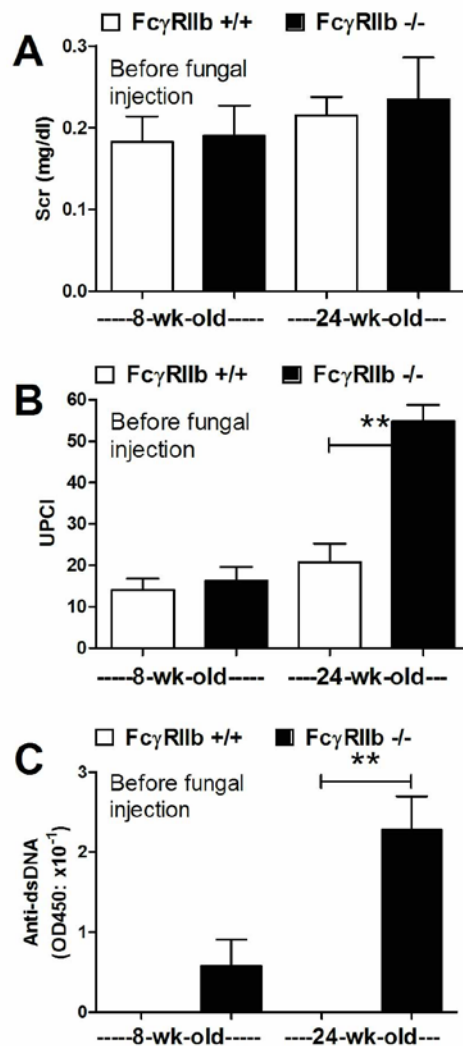 FcγRIIb +/+ FcγRIIb -/-
A
Before fungal
injection
Scr (mg/dl)
0.3
0.2
0.1
0.0
-----8-wk-old------ ----24-wk-old---
FcγRIIb +/+ FcγRIIb -/-
B
Before fungal
injection
**
UPCI
60
50
40
30
20
10
0
-----8-wk-old----- ----24-wk-old---
FcγRIIb +/+ FcγRIIb -/-
C
Before fungal
injection
**
Anti-dsDNA
(OD450: x10⁻¹)
3
2
1
0
-----8-wk-old------ ----24-wk-old---